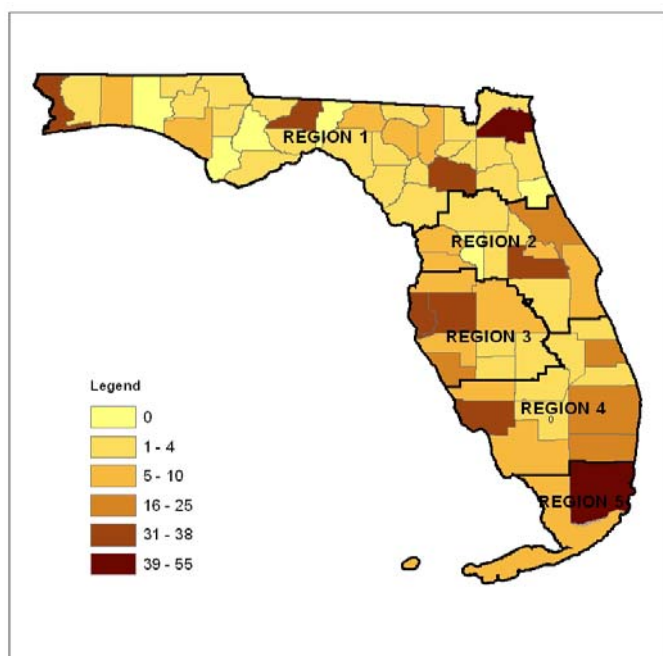 REGION 1
REGION 2
REGION 3
REGION 4
0
REGION 5
Legend
0
1 - 4
5 - 10
16 - 25
31 - 38
39 - 55